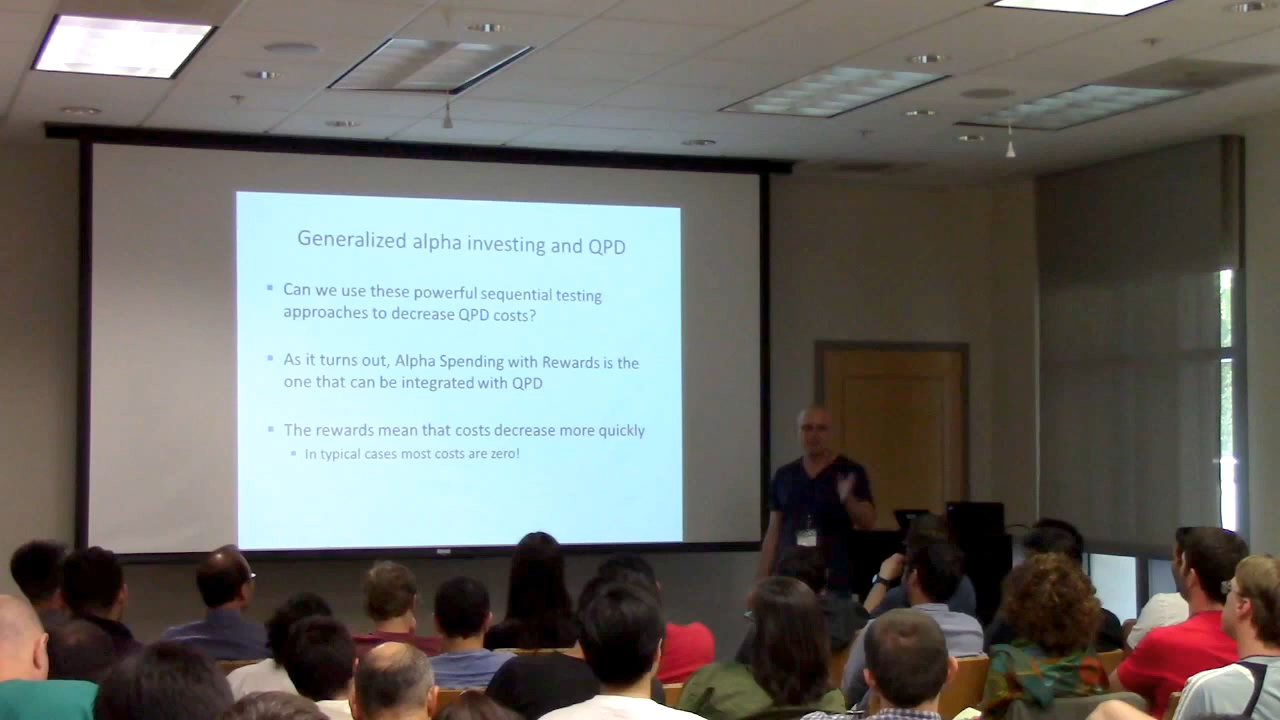 Generalized alpha investing and QPD
Can we use these powerful sequential testing
approaches to decrease QPD costs?
As it turns out, Alpha Spending with Rewards is the
one that can be integrated with QPD
The rewards mean that costs decrease more quickly
In typical cases most costs are zero!